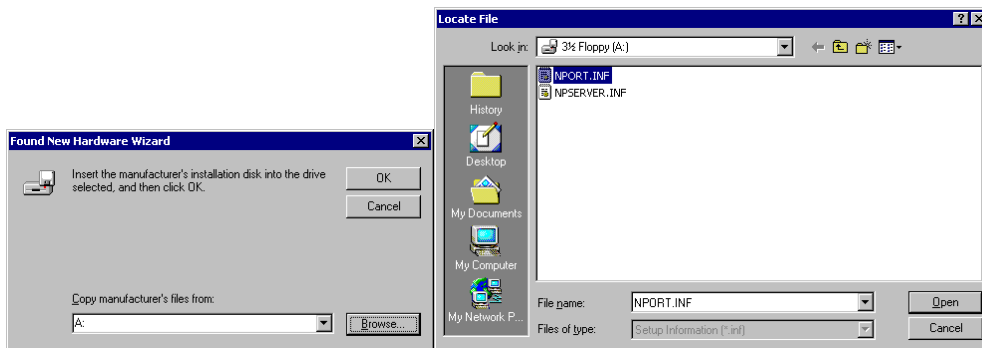 Found New Hardware Wizard
Insert the manufacturer's installation disk into the drive
selected, and then click OK.
OK
Cancel
Copy manufacturer's files from:
A:
Browse...
Locate File
Look in:
3½ Floppy (A:)
NPORT.INF
NPSERVER.INF
History
Desktop
My Documents
My Computer
My Network P...
File name:
NPORT.INF
Open
Files of type:
Setup Information (*.inf)
Cancel